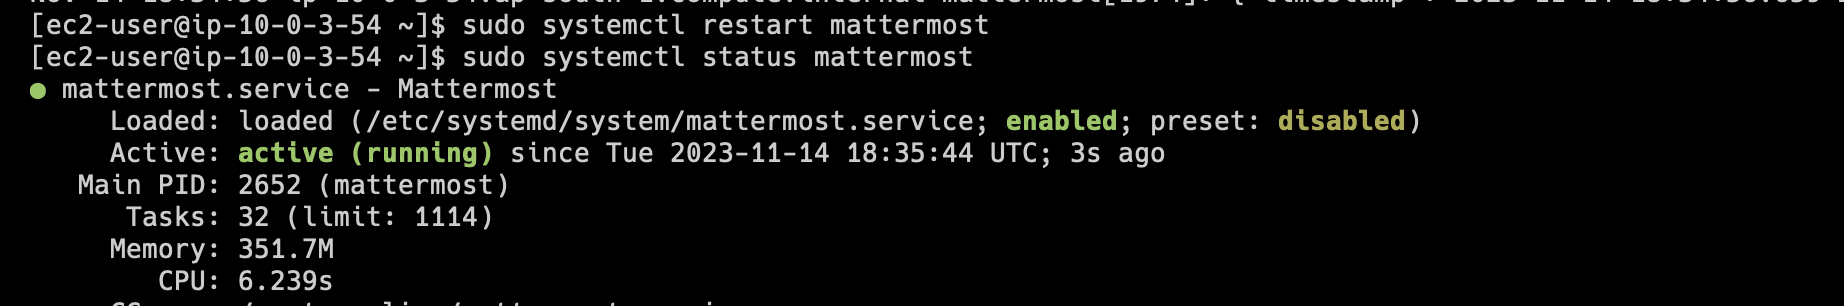 [ec2-user@ip-10-0-3-54 ~]$ sudo systemctl restart mattermost
[ec2-user@ip-10-0-3-54 ~]$ sudo systemctl status mattermost
● mattermost.service - Mattermost
Loaded: loaded (/etc/systemd/system/mattermost.service; enabled; preset: disabled)
Active: active (running) since Tue 2023-11-14 18:35:44 UTC; 3s ago
Main PID: 2652 (mattermost)
Tasks: 32 (limit: 1114)
Memory: 351.7M
CPU: 6.239s